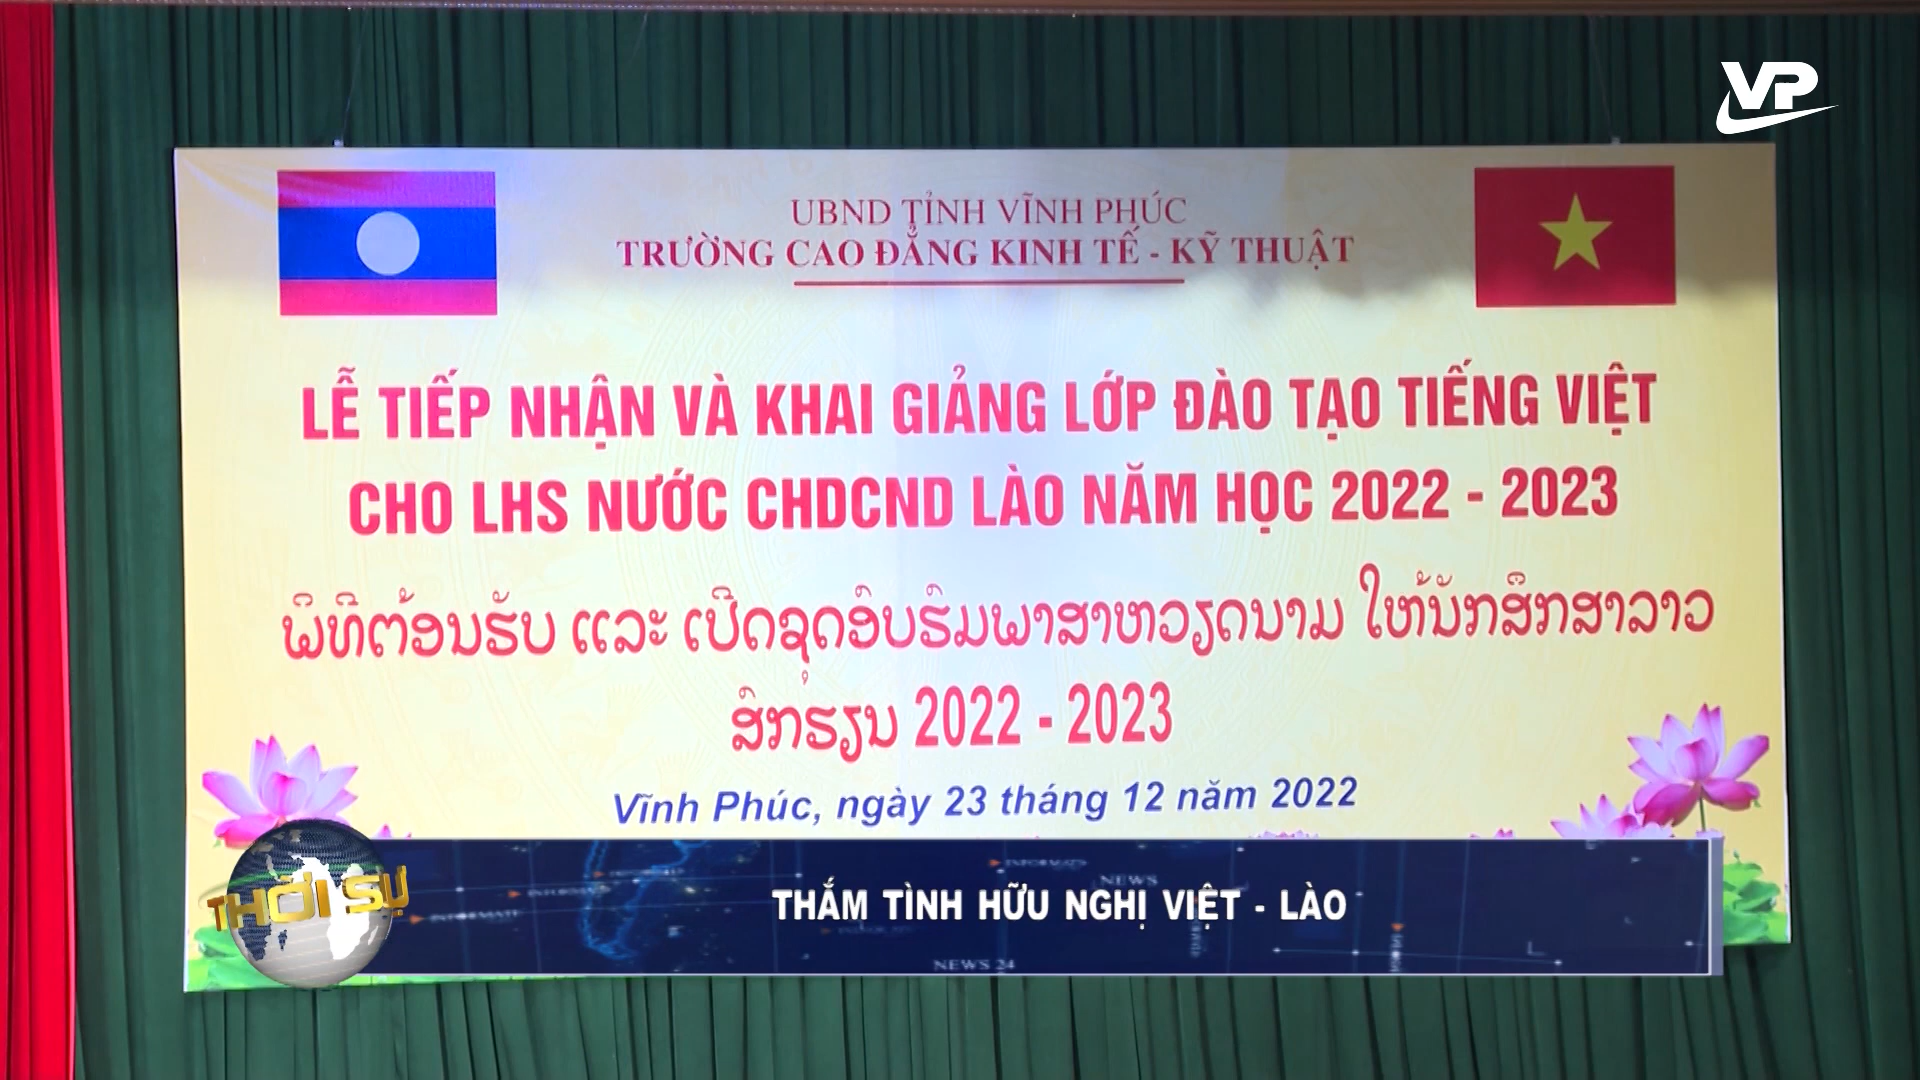 VP
UBND TỈNH VĨNH PHÚC
TRƯỜNG CAO ĐẲNG KINH TẾ - KỸ THUẬT
LỄ TIẾP NHẬN VÀ KHAI GIẢNG LỚP ĐÀO TẠO TIẾNG VIỆT
CHO LHS NƯỚC CHDCND LÀO NĂM HỌC 2022 - 2023
ພິທີຕ້ອນຮັບ ແລະ ເປີດຊຸດອົບຮົມພາສາຫວຽດນາມ ໃຫ້ນັກສຶກສາລາວ
ສົກຮຽນ 2022 - 2023
Vĩnh Phúc, ngày 23 tháng 12 năm 2022
THỜI SỰ
THẮM TÌNH HỮU NGHỊ VIỆT - LÀO
NEWS
NEWS 24